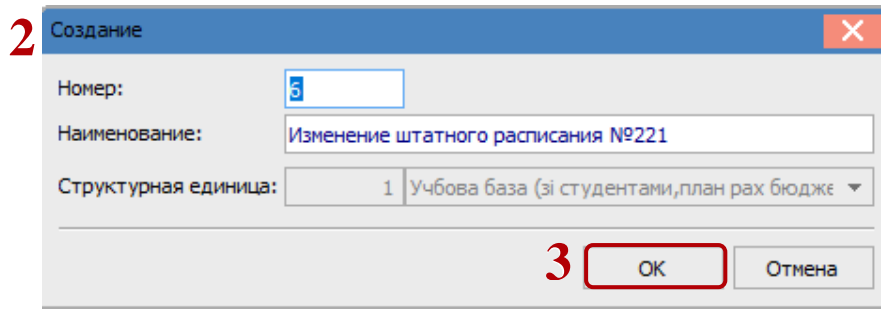 2
Создание
Номер: 6
Наименование: Изменение штатного расписания №221
Структурная единица: 1 Учбова база (зі студентами,план рах бюдже
3 ОК Отмена